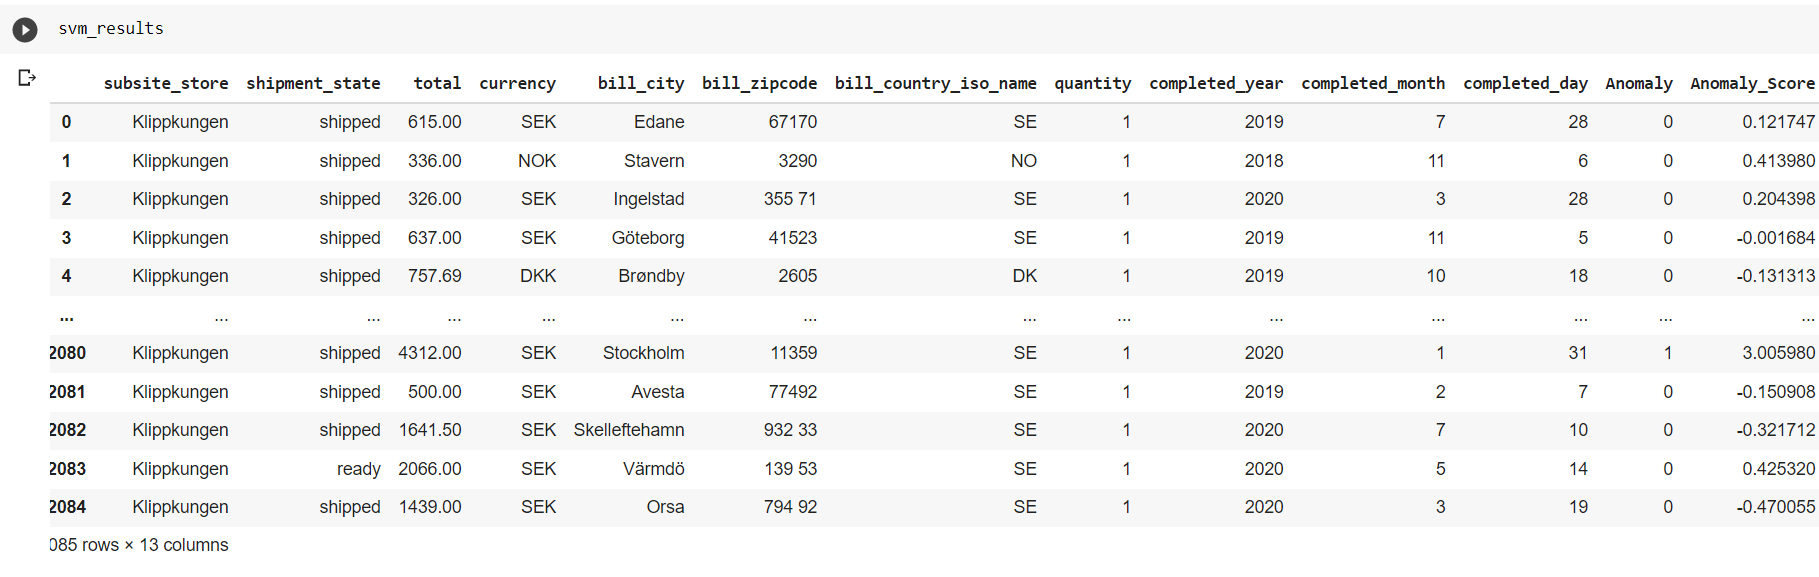 svm_results
subsite_store shipment_state total currency bill_city bill_zipcode bill_country_iso_name quantity completed_year completed_month completed_day Anomaly Anomaly_Score
0 Klippkungen shipped 615.00 SEK Edane 67170 SE 1 2019 7 28 0 0.121747
1 Klippkungen shipped 336.00 NOK Stavern 3290 NO 1 2018 11 6 0 0.413980
2 Klippkungen shipped 326.00 SEK Ingelstad 355 71 SE 1 2020 3 28 0 0.204398
3 Klippkungen shipped 637.00 SEK Göteborg 41523 SE 1 2019 11 5 0 -0.001684
4 Klippkungen shipped 757.69 DKK Brøndby 2605 DK 1 2019 10 18 0 -0.131313
... ... ... ... ... ... ... ... ... ... ... ... ... ...
2080 Klippkungen shipped 4312.00 SEK Stockholm 11359 SE 1 2020 1 31 1 3.005980
2081 Klippkungen shipped 500.00 SEK Avesta 77492 SE 1 2019 2 7 0 -0.150908
2082 Klippkungen shipped 1641.50 SEK Skelleftehamn 932 33 SE 1 2020 7 10 0 -0.321712
2083 Klippkungen ready 2066.00 SEK Värmdö 139 53 SE 1 2020 5 14 0 0.425320
2084 Klippkungen shipped 1439.00 SEK Orsa 794 92 SE 1 2020 3 19 0 -0.470055
085 rows × 13 columns